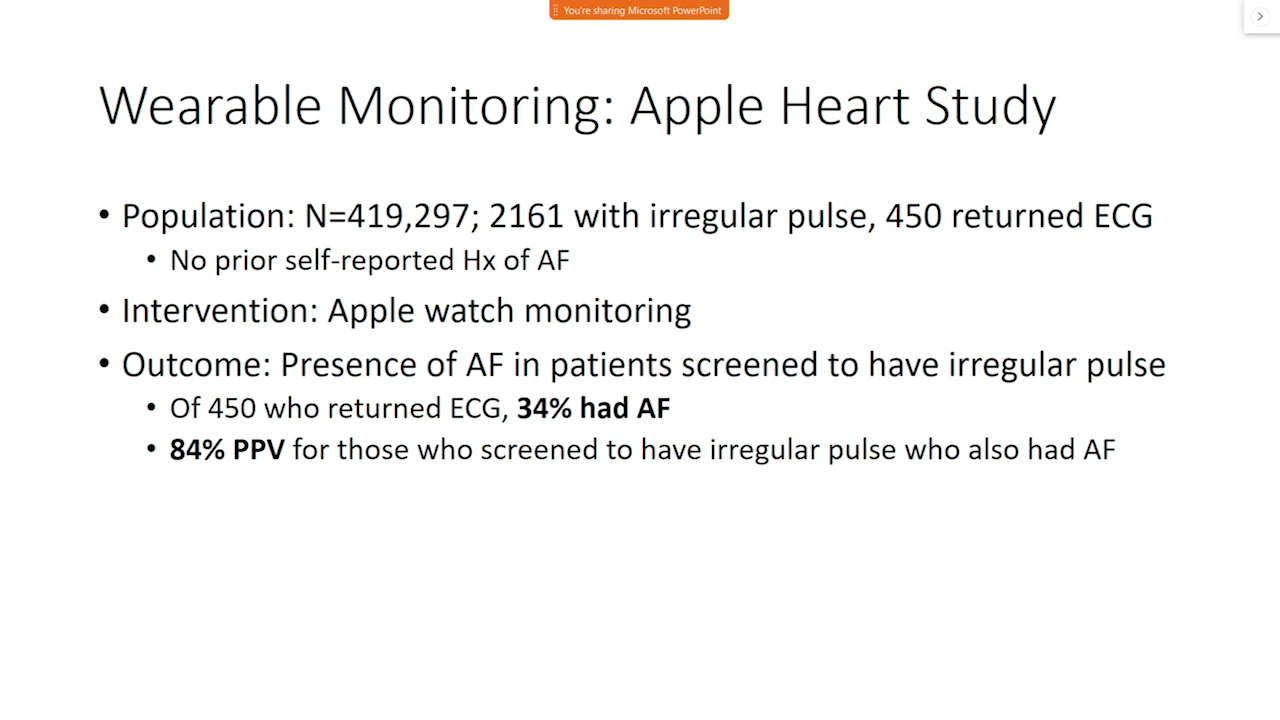 You're sharing Microsoft PowerPoint
Wearable Monitoring: Apple Heart Study
• Population: N=419,297; 2161 with irregular pulse, 450 returned ECG
• No prior self-reported Hx of AF
• Intervention: Apple watch monitoring
• Outcome: Presence of AF in patients screened to have irregular pulse
• Of 450 who returned ECG, 34% had AF
• 84% PPV for those who screened to have irregular pulse who also had AF